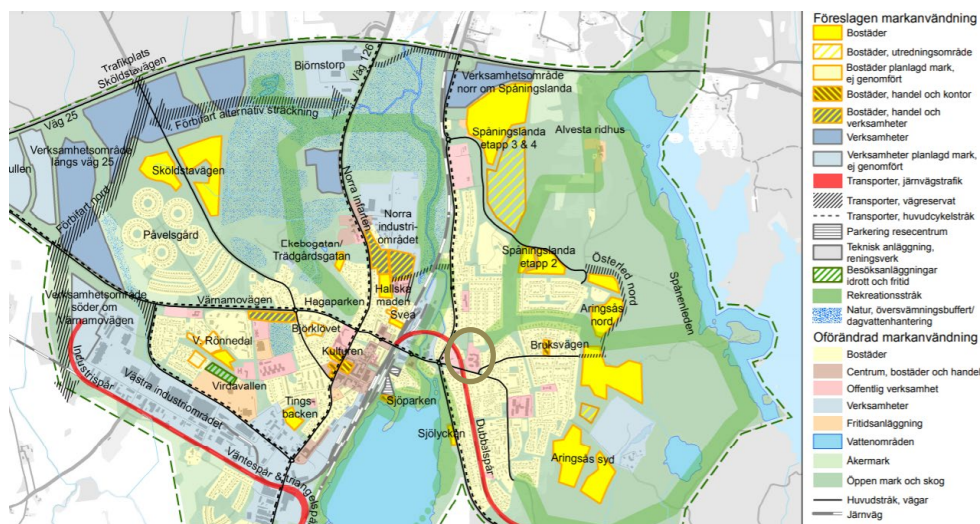 Trafikplats
Sköldstavägen
Väg 25
Väg 126
Björnstorp
Verksamhetsområde
norr om Spåningslanda
Förbifart alternativ sträckning
Verksamhetsområde
längs väg 25
ullen
Sköldstavägen
Spåningslanda
etapp 3 & 4
Alvesta ridhus
Förbifart nord
Påvelsgård
Norra infarten
Norra
industri-
området
Ekebogatan/
Trädgårdsgatan
Spåningslanda
etapp 2
Österled nord
Spånenleden
Verksamhetsområde
söder om
Värnamovägen
Värnamovägen
Hagaparken
Hallska
maden
Svea
Aringsås
nord
Björklövet
V. Rönnedal
Kulturen
Broksvägen
Industrispår
Virdavallen
Västra industriområdet
Tings-
backen
Sjöparken
Sjölycken
Dubbelspår
Aringsås syd
Väntespår & triangelspår
Föreslagen markanvändning
Bostäder
Bostäder, utredningsområde
Bostäder planlagd mark,
ej genomfört
Bostäder, handel och kontor
Bostäder, handel och
verksamheter
Verksamheter
Verksamheter planlagd mark,
ej genomfört
Transporter, järnvägstrafik
Transporter, vägreservat
Transporter, huvudcykelstråk
Parkering resecentrum
Teknisk anläggning,
reningsverk
Besöksanläggningar
idrott och fritid
Rekreationsstråk
Natur, översvämningsbuffert/
dagvattenhantering
Oförändrad markanvändning
Bostäder
Centrum, bostäder och handel
Offentlig verksamhet
Verksamheter
Fritidsanläggning
Vattenområden
Åkermark
Öppen mark och skog
Huvudstråk, vägar
Järnväg